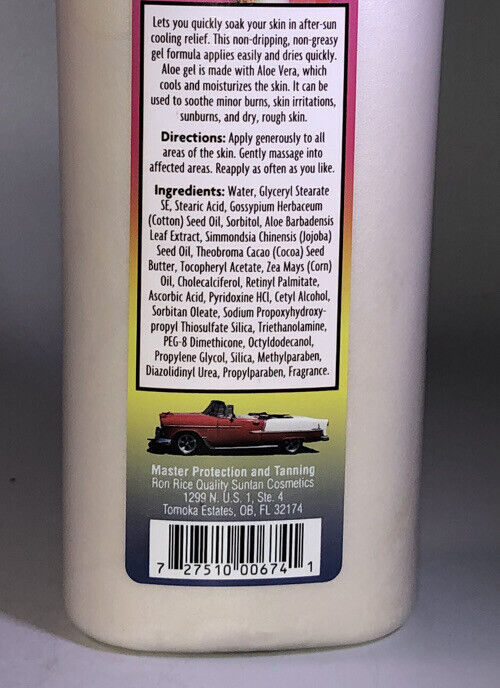 Lets you quickly soak your skin in after-sun
cooling relief. This non-dripping, non-greasy
gel formula applies easily and dries quickly.
Aloe gel is made with Aloe Vera, which
cools and moisturizes the skin. It can be
used to soothe minor burns, skin irritations,
sunburns, and dry, rough skin.
Directions: Apply generously to all
areas of the skin. Gently massage into
affected areas. Reapply as often as you like.
Ingredients: Water, Glyceryl Stearate
SE, Stearic Acid, Gossypium Herbaceum
(Cotton) Seed Oil, Sorbitol, Aloe Barbadensis
Leaf Extract, Simmondsia Chinensis (Jojoba)
Seed Oil, Theobroma Cacao (Cocoa) Seed
Butter, Tocopheryl Acetate, Zea Mays (Corn)
Oil, Cholecalciferol, Retinyl Palmitate,
Ascorbic Acid, Pyridoxine HCl, Cetyl Alcohol,
Sorbitan Oleate, Sodium Propoxyhydroxy-
propyl Thiosulfate Silica, Triethanolamine,
PEG-8 Dimethicone, Octyldodecanol,
Propylene Glycol, Silica, Methylparaben,
Diazolidinyl Urea, Propylparaben, Fragrance.
Master Protection and Tanning
Ron Rice Quality Suntan Cosmetics
1299 N. U.S. 1, Ste. 4
Tomoka Estates, OB, FL 32174
7 27510 00674 1